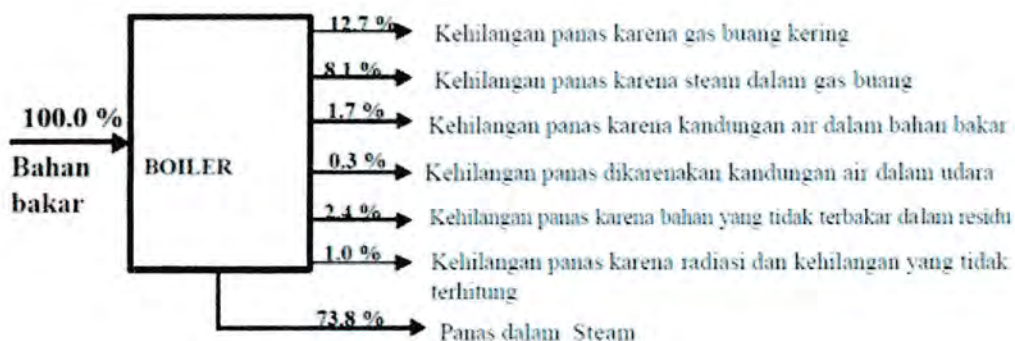 12.7 % Kehilangan panas karena gas buang kering
8.1 % Kehilangan panas karena steam dalam gas buang
100.0 %
1.7 % Kehilangan panas karena kandungan air dalam bahan bakar
Bahan
bakar
BOILER
0.3 % Kehilangan panas dikarenakan kandungan air dalam udara
2.4 % Kehilangan panas karena bahan yang tidak terbakar dalam residu
1.0 % Kehilangan panas karena radiasi dan kehilangan yang tidak
terhitung
73.8 % Panas dalam Steam